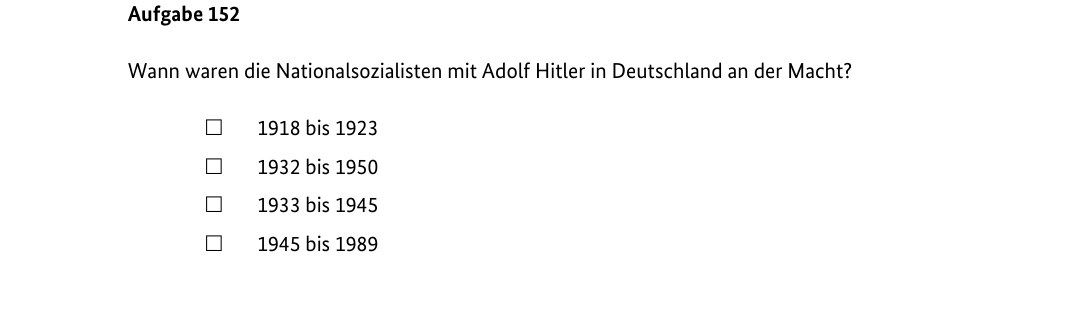 Aufgabe 152
Wann waren die Nationalsozialisten mit Adolf Hitler in Deutschland an der Macht?
☐ 1918 bis 1923
☐ 1932 bis 1950
☐ 1933 bis 1945
☐ 1945 bis 1989